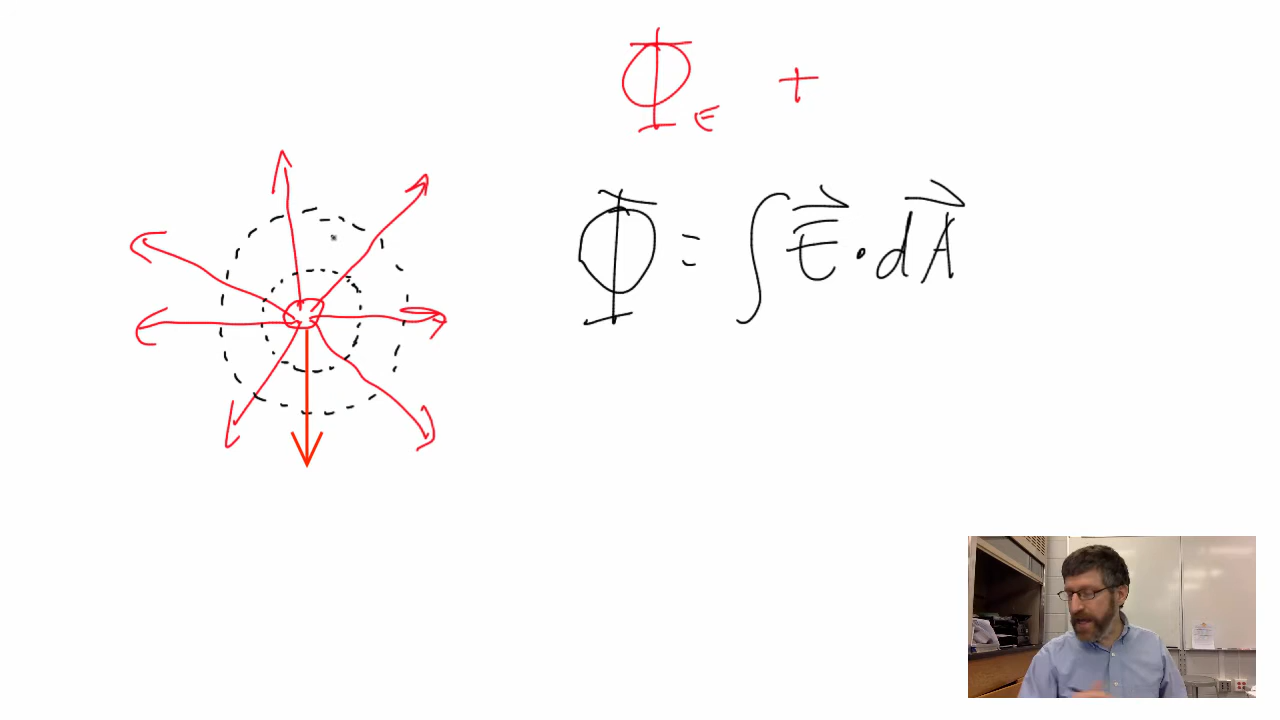 Φ_E +
Φ = ∫ E⃗ · dA⃗